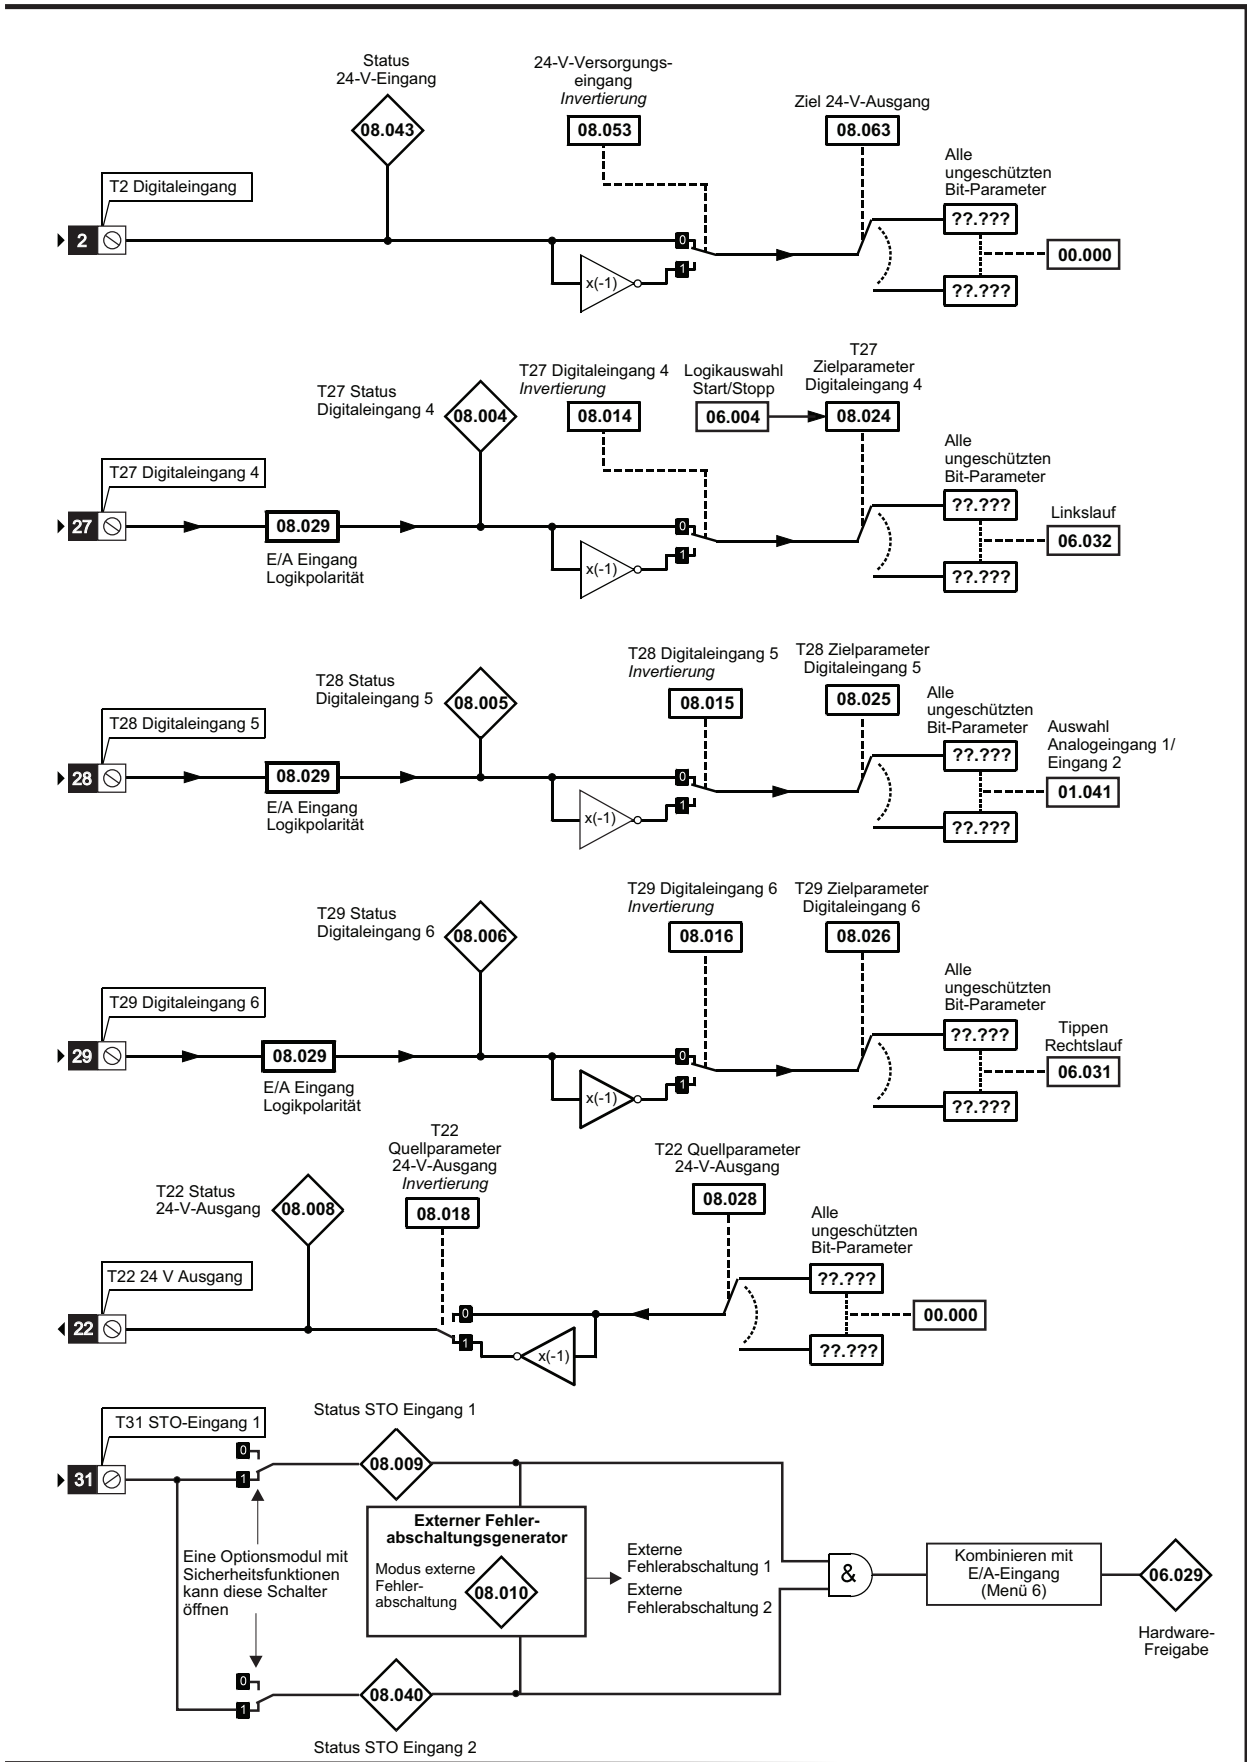 Status
24-V-Eingang
08.043
24-V-Versorgungs-
eingang
Invertierung
08.053
Ziel 24-V-Ausgang
08.063
Alle
ungeschützten
Bit-Parameter
??.???
??.???
00.000
T2 Digitaleingang
2
x(-1)
0
1
T27 Status
Digitaleingang 4
08.004
T27 Digitaleingang 4
Invertierung
08.014
Logikauswahl
Start/Stopp
06.004
T27
Zielparameter
Digitaleingang 4
08.024
Alle
ungeschützten
Bit-Parameter
??.???
??.???
Linkslauf
06.032
T27 Digitaleingang 4
27
08.029
E/A Eingang
Logikpolarität
x(-1)
0
1
T28 Status
Digitaleingang 5
08.005
T28 Digitaleingang 5
Invertierung
08.015
T28 Zielparameter
Digitaleingang 5
08.025
Alle
ungeschützten
Bit-Parameter
??.???
??.???
Auswahl
Analogeingang 1/
Eingang 2
01.041
T28 Digitaleingang 5
28
08.029
E/A Eingang
Logikpolarität
x(-1)
0
1
T29 Status
Digitaleingang 6
08.006
T29 Digitaleingang 6
Invertierung
08.016
T29 Zielparameter
Digitaleingang 6
08.026
Alle
ungeschützten
Bit-Parameter
??.???
??.???
Tippen
Rechtslauf
06.031
T29 Digitaleingang 6
29
08.029
E/A Eingang
Logikpolarität
x(-1)
0
1
T22 Status
24-V-Ausgang
08.008
T22
Quellparameter
24-V-Ausgang
Invertierung
08.018
T22 Quellparameter
24-V-Ausgang
08.028
Alle
ungeschützten
Bit-Parameter
??.???
??.???
00.000
T22 24 V Ausgang
22
0
1
x(-1)
T31 STO-Eingang 1
31
0
1
Status STO Eingang 1
08.009
Externer Fehler-
abschaltungsgenerator
Modus externe
Fehler-
abschaltung
08.010
Eine Optionsmodul mit
Sicherheitsfunktionen
kann diese Schalter
öffnen
Externe
Fehlerabschaltung 1
Externe
Fehlerabschaltung 2
&
Kombinieren mit
E/A-Eingang
(Menü 6)
06.029
Hardware-
Freigabe
0
1
08.040
Status STO Eingang 2